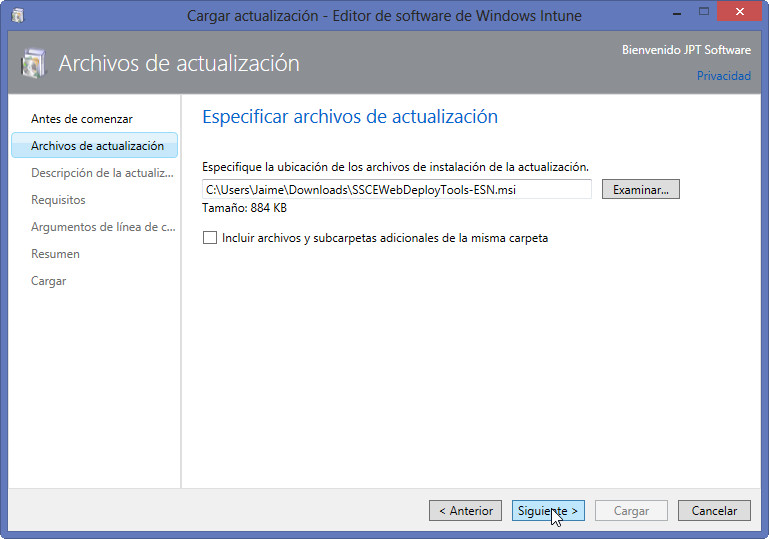 Cargar actualización - Editor de software de Windows Intune
Archivos de actualización
Bienvenido JPT Software
Privacidad
Antes de comenzar
Archivos de actualización
Descripción de la actualiz...
Requisitos
Argumentos de línea de c...
Resumen
Cargar
Especificar archivos de actualización
Especifique la ubicación de los archivos de instalación de la actualización.
C:\Users\Jaime\Downloads\SSCEWebDeployTools-ESN.msi
Examinar...
Tamaño: 884 KB
Incluir archivos y subcarpetas adicionales de la misma carpeta
< Anterior
Siguiente >
Cargar
Cancelar